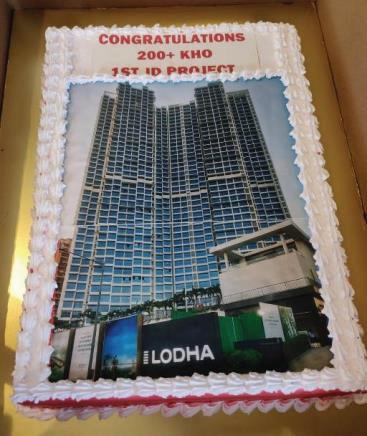 CONGRATULATIONS
200+ KHO
1ST ID PROJECT
LODHA